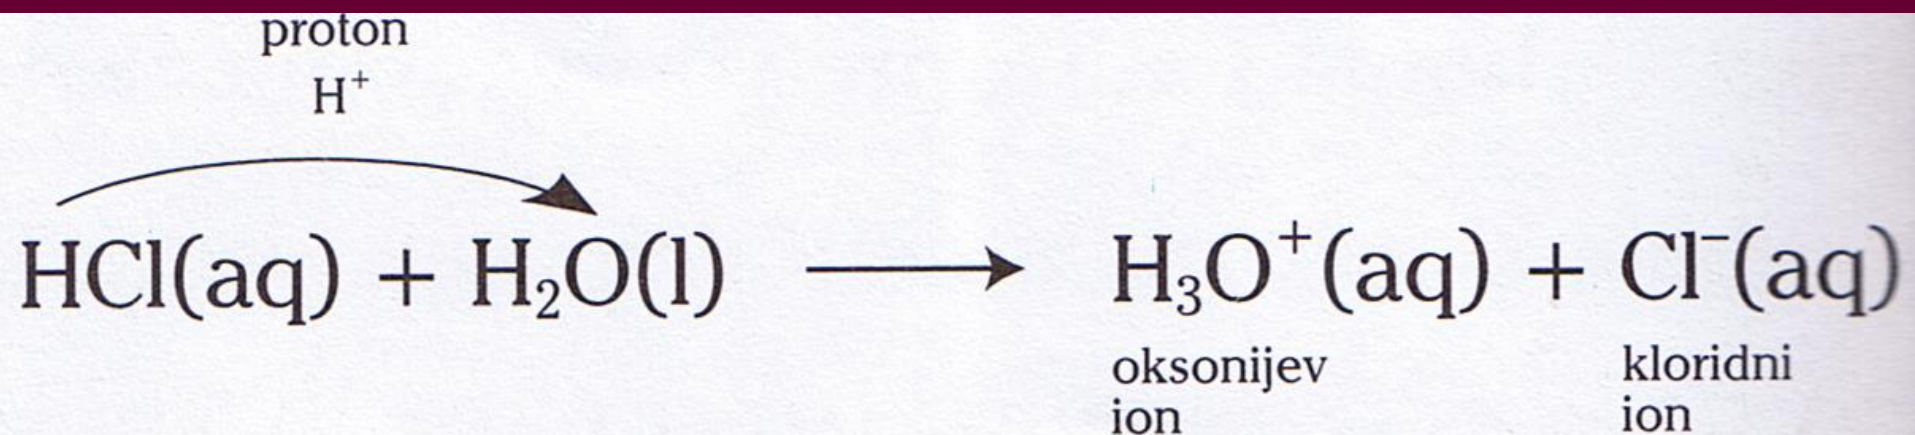 proton
H⁺
HCl(aq) + H₂O(l) ⟶ H₃O⁺(aq) + Cl⁻(aq)
oksonijev ion
kloridni ion